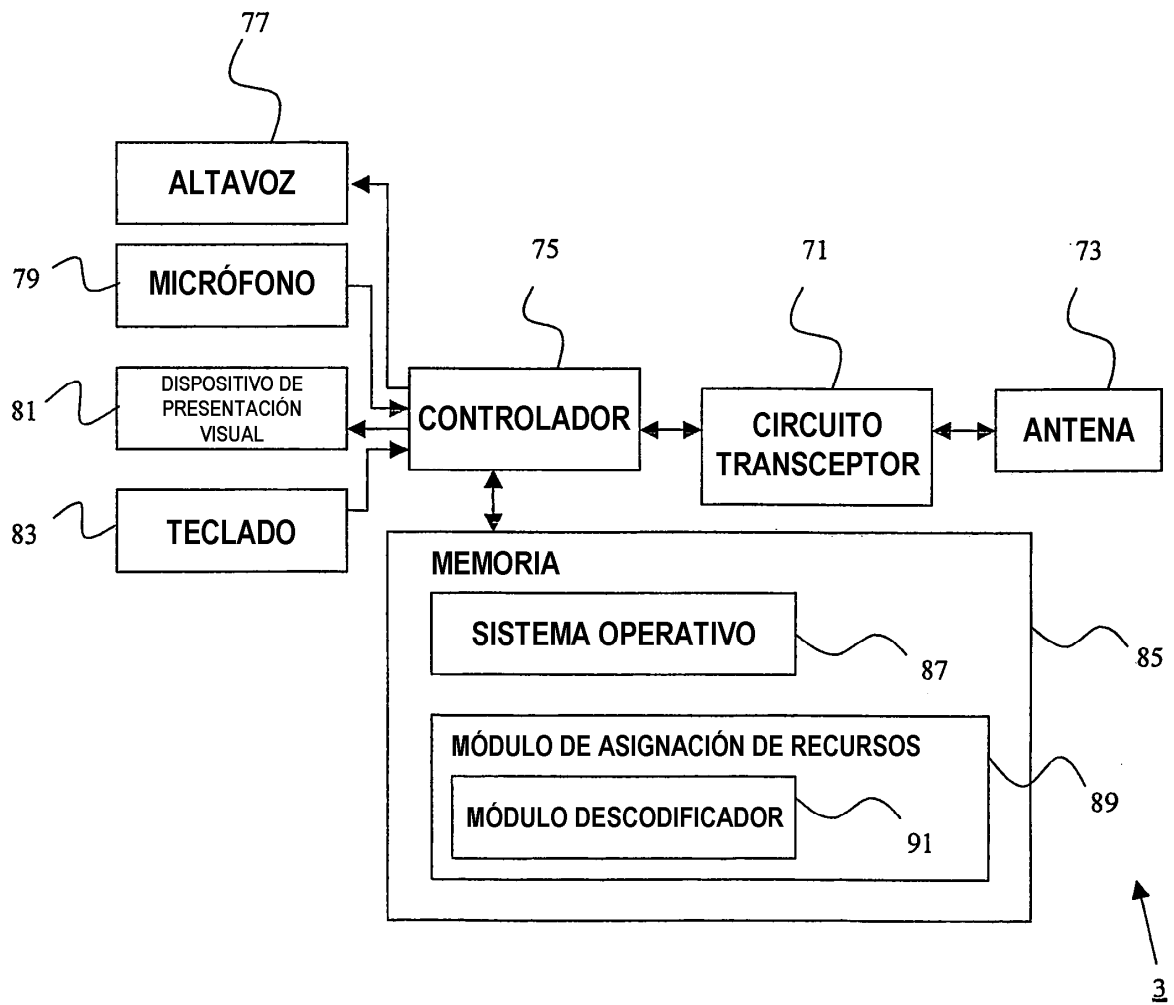 77
ALTAVOZ
79
MICRÓFONO
75
71
73
81
DISPOSITIVO DE
PRESENTACIÓN
VISUAL
CONTROLADOR
CIRCUITO
TRANSCEPTOR
ANTENA
83
TECLADO
MEMORIA
SISTEMA OPERATIVO
87
85
MÓDULO DE ASIGNACIÓN DE RECURSOS
89
MÓDULO DESCODIFICADOR
91
3